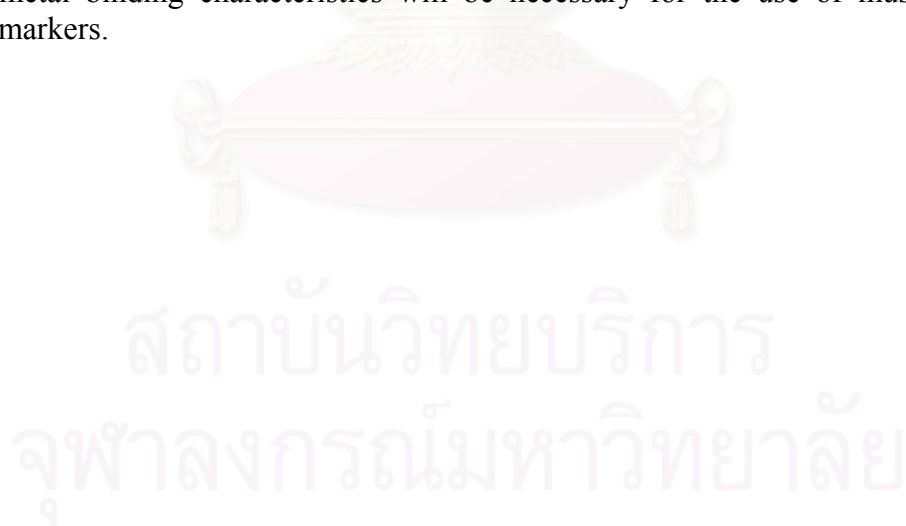 metal binding characteristics will be necessary for the use of
markers.
สถาบันวิทยบริการ
จุฬาลงกรณ์มหาวิทยาลัย